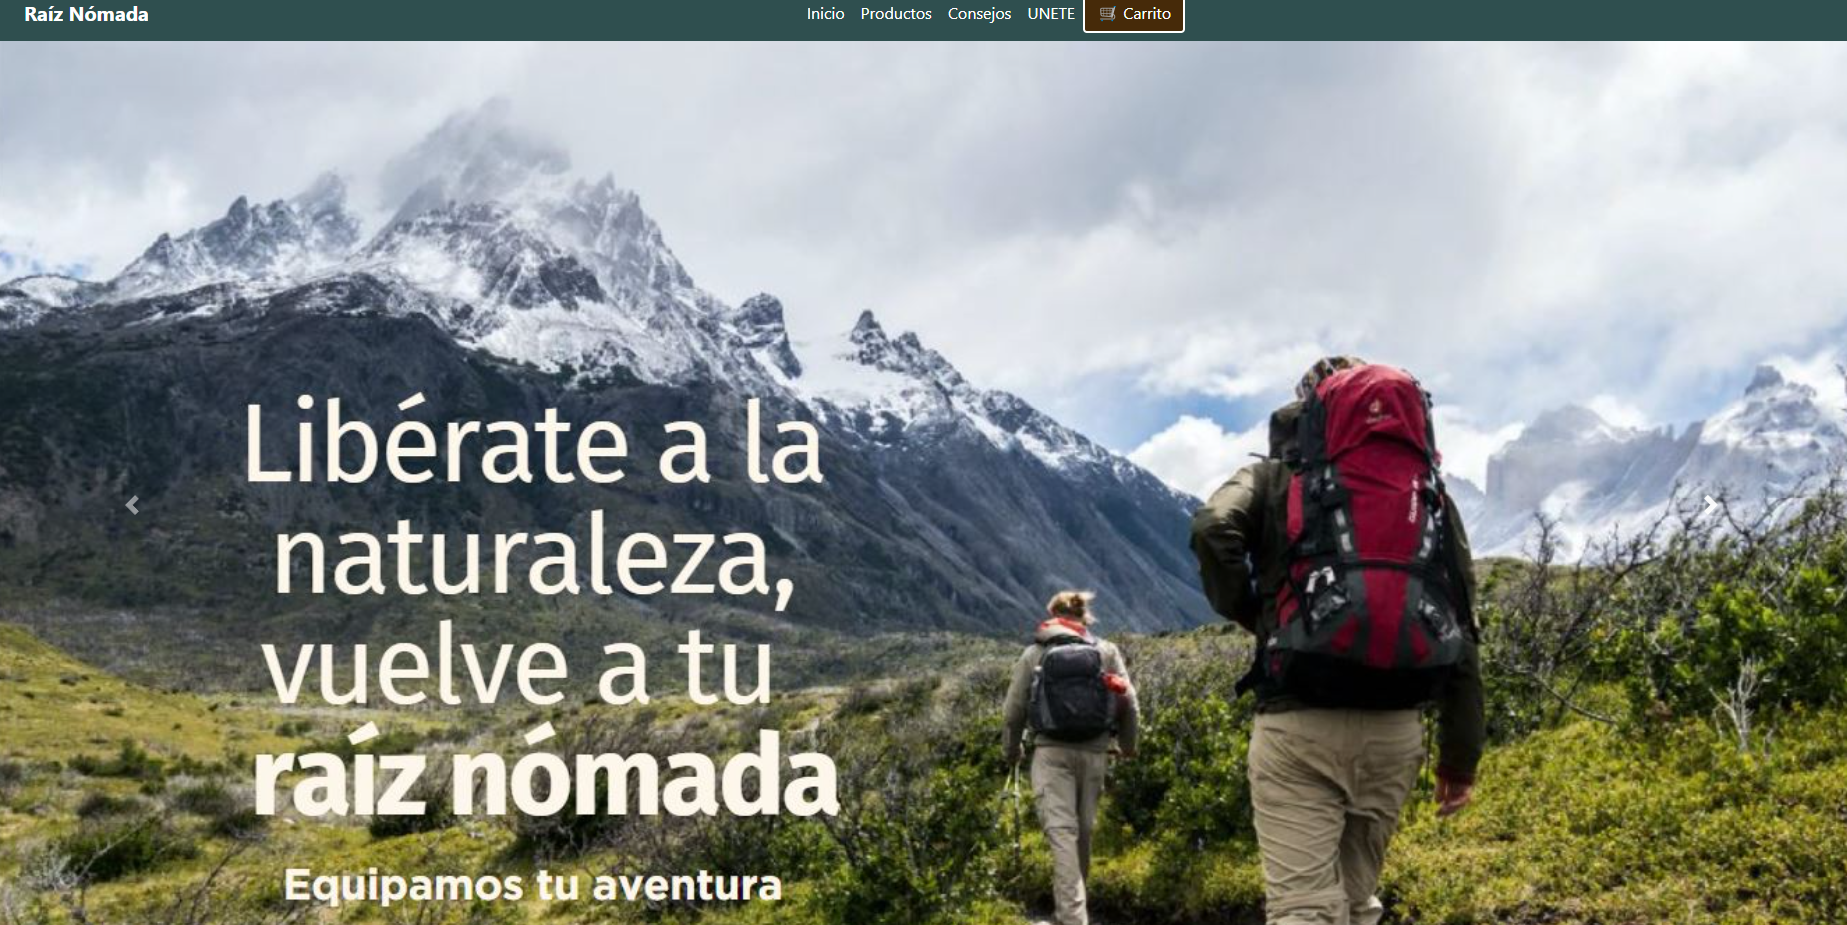 Raíz Nómada
Inicio Productos Consejos UNETE 🛒 Carrito
Libérate a la
naturaleza,
vuelve a tu
raíz nómada
Equipamos tu aventura